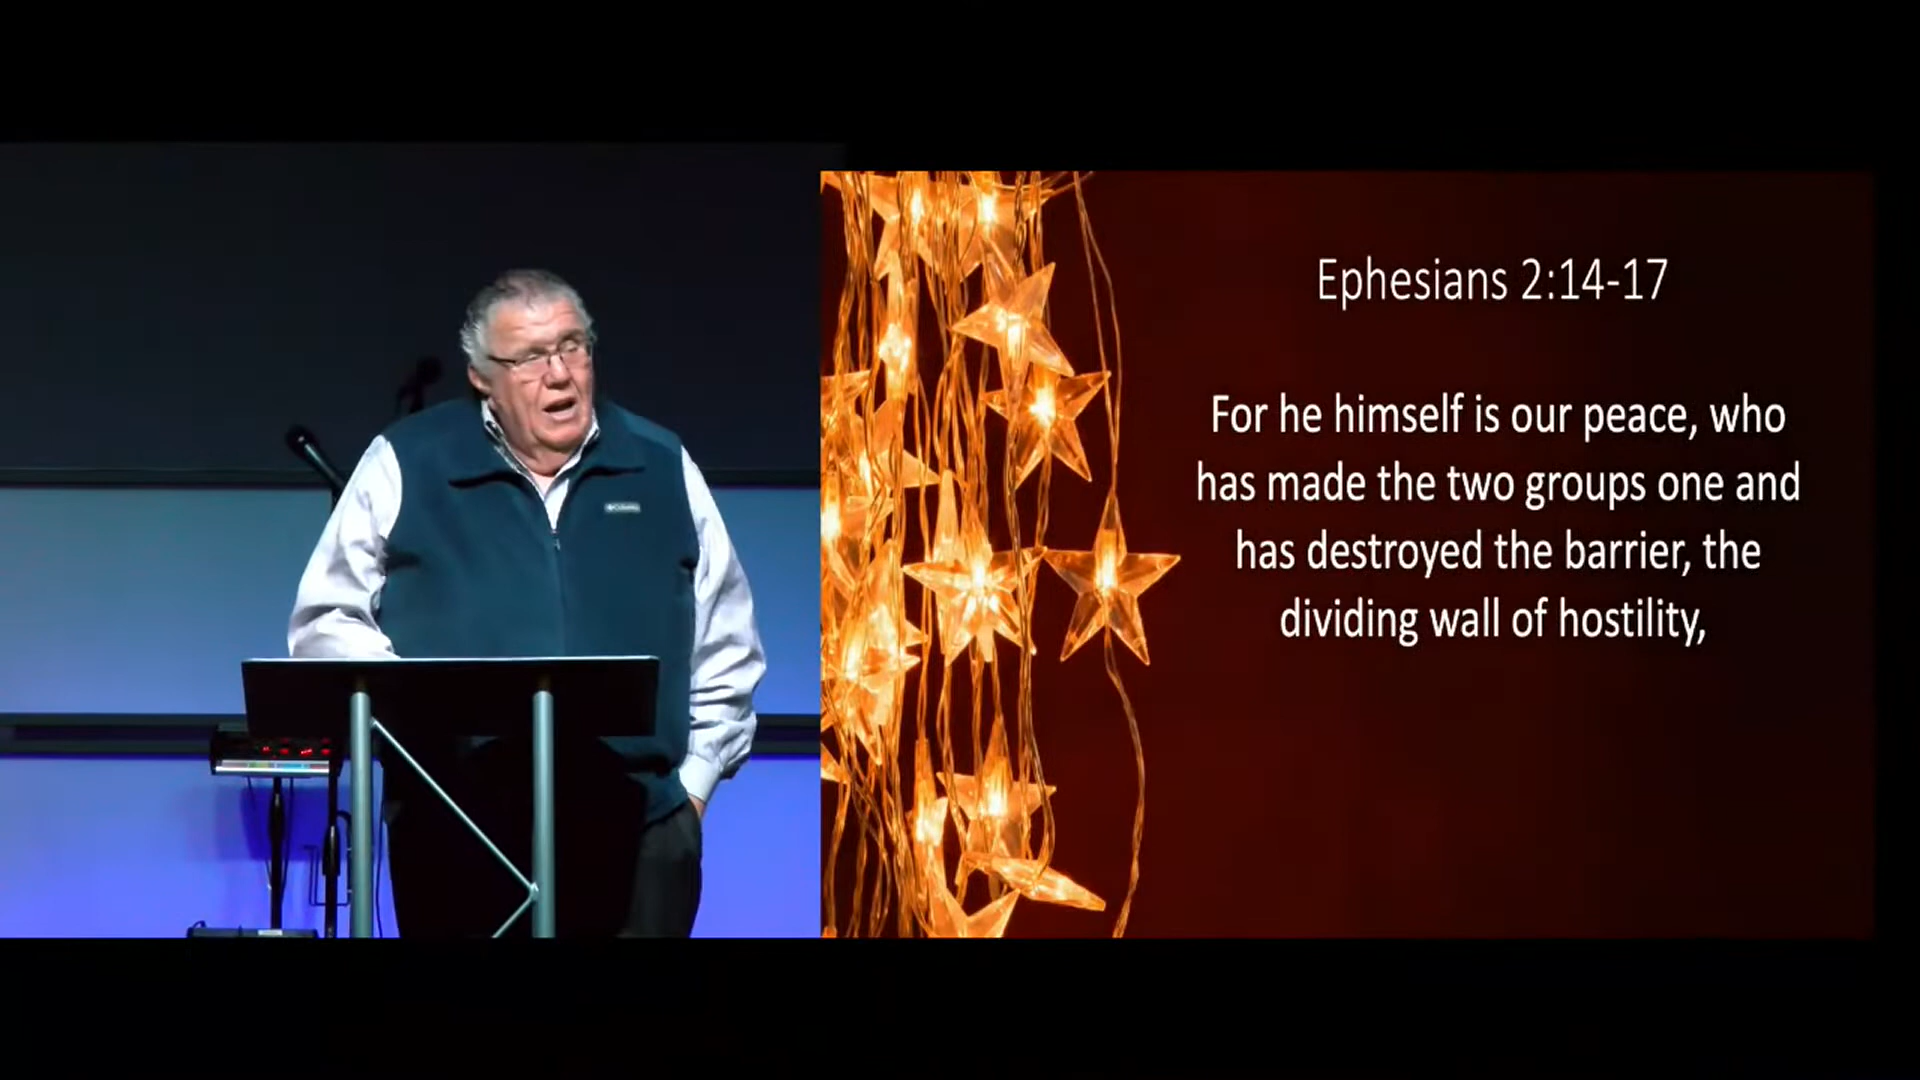 Ephesians 2:14-17
For he himself is our peace, who
has made the two groups one and
has destroyed the barrier, the
dividing wall of hostility,
Columbia